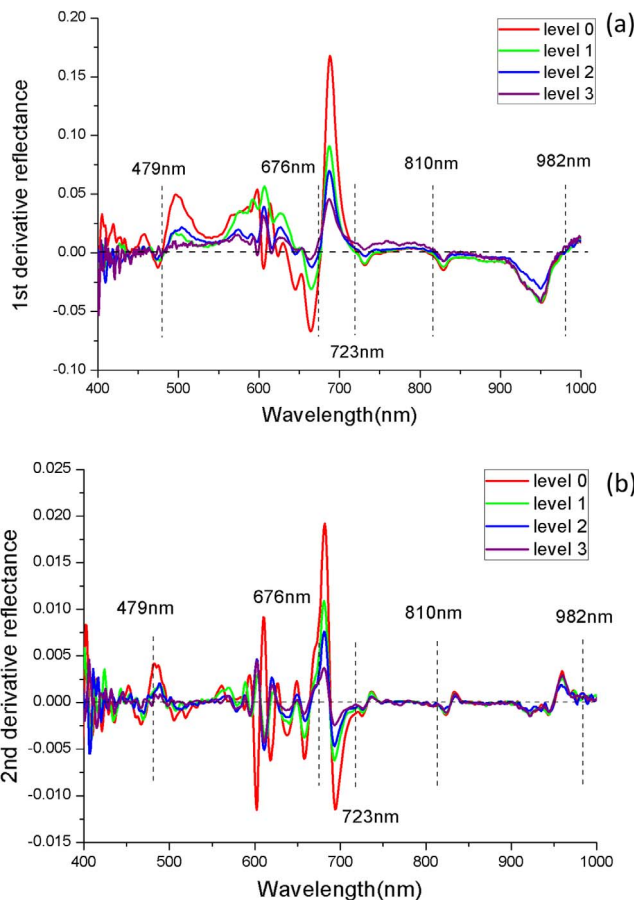 (a)
level 0
level 1
level 2
level 3
1st derivative reflectance
0.20
0.15
0.10
0.05
0.00
-0.05
-0.10
479nm
676nm
810nm
982nm
723nm
400
500
600
700
800
900
1000
Wavelength(nm)
(b)
level 0
level 1
level 2
level 3
2nd derivative reflectance
0.025
0.020
0.015
0.010
0.005
0.000
-0.005
-0.010
-0.015
479nm
676nm
810nm
982nm
723nm
400
500
600
700
800
900
1000
Wavelength(nm)